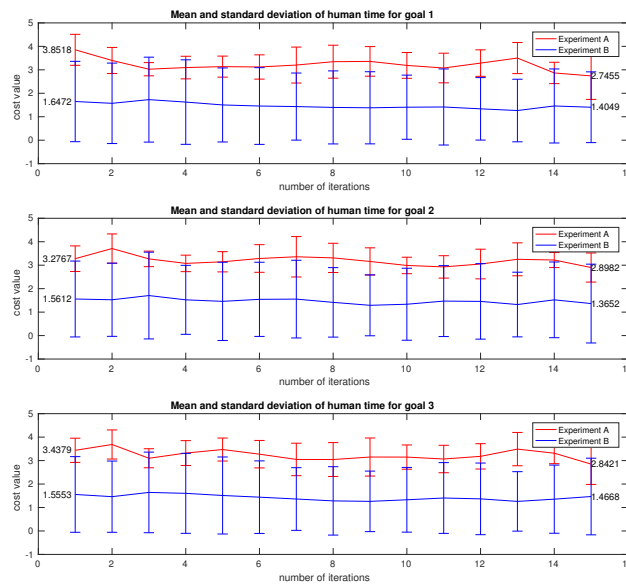 Mean and standard deviation of human time for goal 1
5
4
3
2
1
0
-1
cost value
3.8518
1.6472
2.7455
1.4049
Experiment A
Experiment B
0 2 4 6 8 10 12 14
number of iterations
Mean and standard deviation of human time for goal 2
5
4
3
2
1
0
-1
cost value
3.2767
1.5612
2.8982
1.3652
Experiment A
Experiment B
0 2 4 6 8 10 12 14
number of iterations
Mean and standard deviation of human time for goal 3
5
4
3
2
1
0
-1
cost value
3.4379
1.5553
2.8421
1.4668
Experiment A
Experiment B
0 2 4 6 8 10 12 14
number of iterations